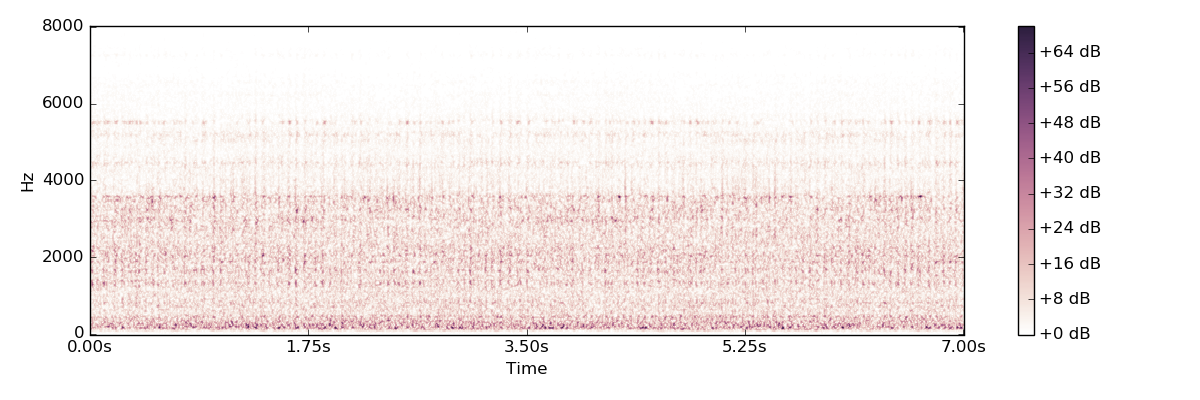 8000
6000
4000
2000
0
Hz
0.00s
1.75s
3.50s
5.25s
7.00s
Time
+64 dB
+56 dB
+48 dB
+40 dB
+32 dB
+24 dB
+16 dB
+8 dB
+0 dB